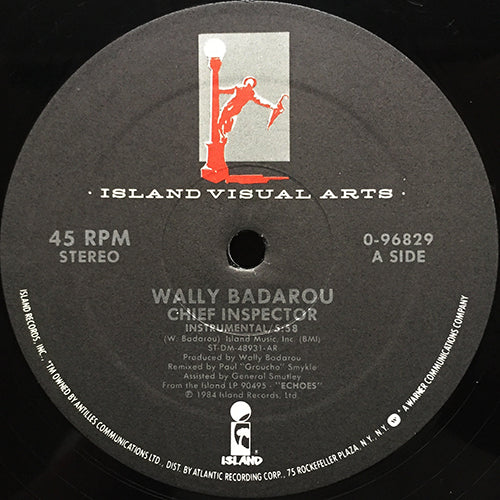 · ISLAND VISUAL ARTS ·
45 RPM
STEREO
0-96829
A SIDE
WALLY BADAROU
CHIEF INSPECTOR
INSTRUMENTAL/5:58
(W. Badarou) Island Music, Inc. (BMI)
ST-DM-48931-AR
Produced by Wally Badarou
Remixed by Paul "Groucho" Smykle
Assisted by General Smutley
From the Island LP 90495 - "ECHOES"
℗ 1984 Island Records, Ltd.
ISLAND
ISLAND RECORDS, INC. · "TM OWNED BY ANTILLES COMMUNICATIONS LTD., DIST. BY ATLANTIC RECORDING CORP., 75 ROCKEFELLER PLAZA, N.Y., N.Y. W · A WARNER COMMUNICATIONS COMPANY